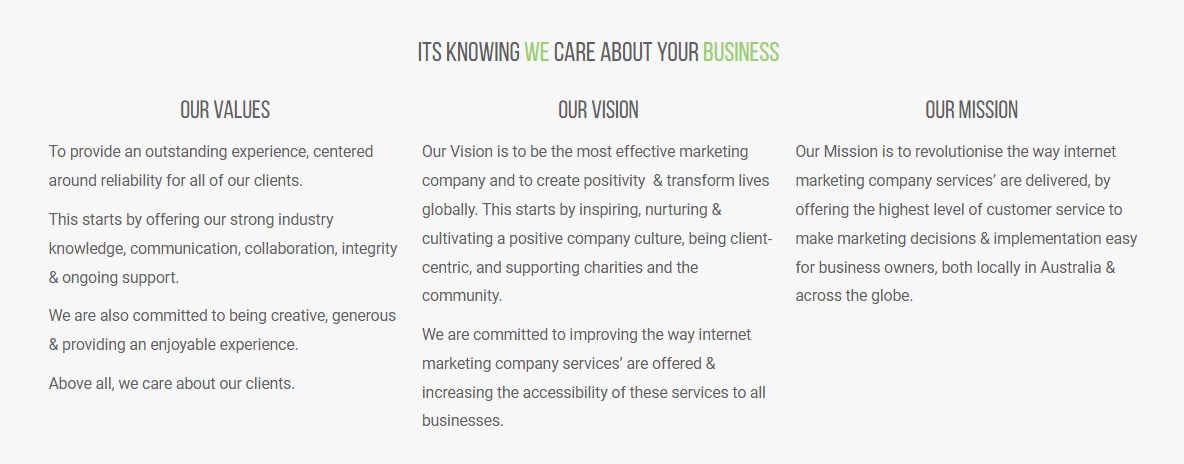 ITS KNOWING WE CARE ABOUT YOUR BUSINESS
OUR VALUES
To provide an outstanding experience, centered
around reliability for all of our clients.
This starts by offering our strong industry
knowledge, communication, collaboration, integrity
& ongoing support.
We are also committed to being creative, generous
& providing an enjoyable experience.
Above all, we care about our clients.
OUR VISION
Our Vision is to be the most effective marketing
company and to create positivity  & transform lives
globally. This starts by inspiring, nurturing &
cultivating a positive company culture, being client-
centric, and supporting charities and the
community.
We are committed to improving the way internet
marketing company services’ are offered &
increasing the accessibility of these services to all
businesses.
OUR MISSION
Our Mission is to revolutionise the way internet
marketing company services’ are delivered, by
offering the highest level of customer service to
make marketing decisions & implementation easy
for business owners, both locally in Australia &
across the globe.